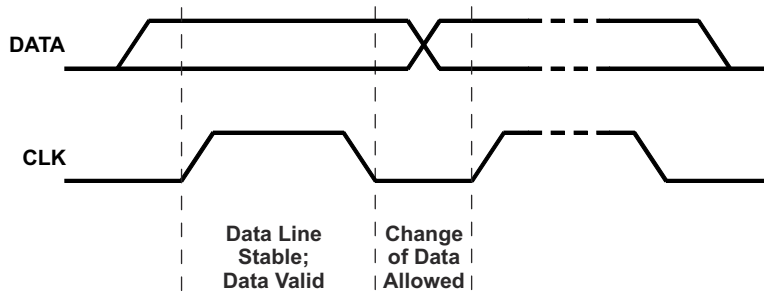 DATA
CLK
Data Line
Stable;
Data Valid
Change
of Data
Allowed